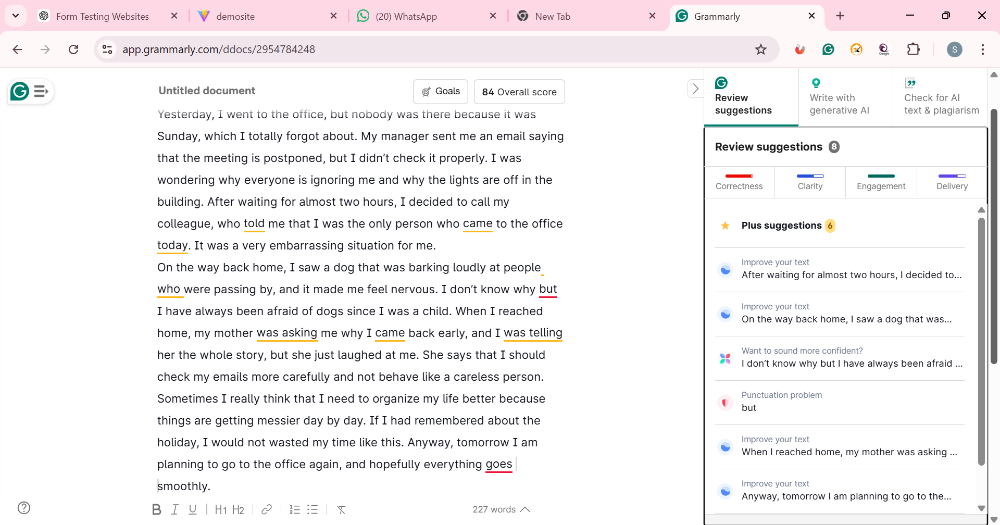 Form Testing Websites
demosite
(20) WhatsApp
New Tab
Grammarly
app.grammarly.com/ddocs/2954784248
S
Untitled document
Goals
84 Overall score
Yesterday, I went to the office, but nobody was there because it was
Sunday, which I totally forgot about. My manager sent me an email saying
that the meeting is postponed, but I didn’t check it properly. I was
wondering why everyone is ignoring me and why the lights are off in the
building. After waiting for almost two hours, I decided to call my
colleague, who told me that I was the only person who came to the office
today. It was a very embarrassing situation for me.
On the way back home, I saw a dog that was barking loudly at people
who were passing by, and it made me feel nervous. I don’t know why but
I have always been afraid of dogs since I was a child. When I reached
home, my mother was asking me why I came back early, and I was telling
her the whole story, but she just laughed at me. She says that I should
check my emails more carefully and not behave like a careless person.
Sometimes I really think that I need to organize my life better because
things are getting messier day by day. If I had remembered about the
holiday, I would not wasted my time like this. Anyway, tomorrow I am
planning to go to the office again, and hopefully everything goes
smoothly.
B I U H1 H2
227 words
Review
suggestions
Write with
generative AI
Check for AI
text & plagiarism
Review suggestions 8
Correctness
Clarity
Engagement
Delivery
Plus suggestions 6
Improve your text
After waiting for almost two hours, I decided to...
Improve your text
On the way back home, I saw a dog that was...
Want to sound more confident?
I don’t know why but I have always been afraid ...
Punctuation problem
but
Improve your text
When I reached home, my mother was asking ...
Improve your text
Anyway, tomorrow I am planning to go to the...